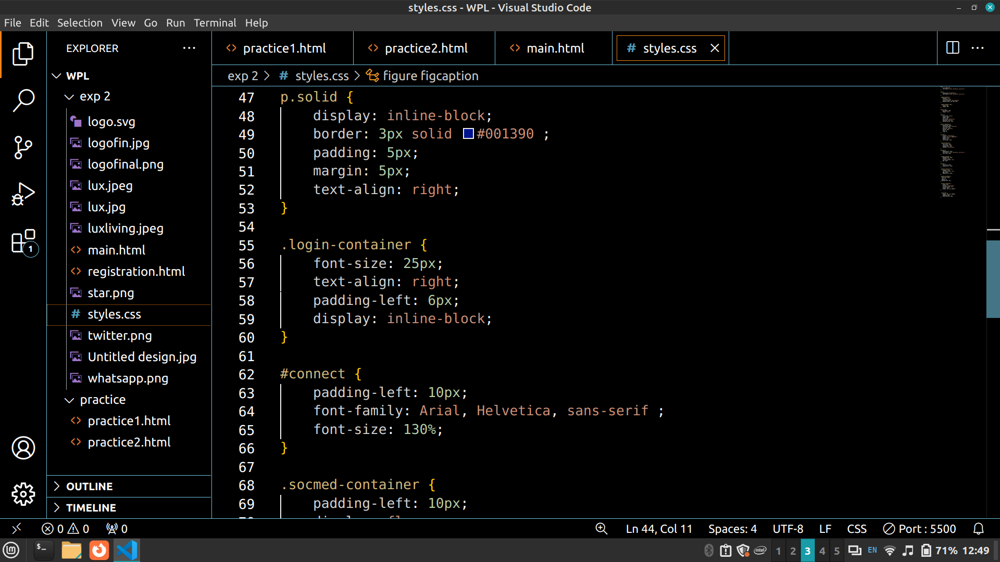 styles.css - WPL - Visual Studio Code
File Edit Selection View Go Run Terminal Help
EXPLORER
practice1.html
practice2.html
main.html
# styles.css
exp 2 > # styles.css > figure figcaption
WPL
exp 2
logo.svg
logofin.jpg
logofinal.png
lux.jpeg
lux.jpg
luxliving.jpeg
main.html
registration.html
star.png
# styles.css
twitter.png
Untitled design.jpg
whatsapp.png
practice
practice1.html
practice2.html
OUTLINE
TIMELINE
1
47 p.solid {
48 display: inline-block;
49 border: 3px solid #001390 ;
50 padding: 5px;
51 margin: 5px;
52 text-align: right;
53 }
54
55 .login-container {
56 font-size: 25px;
57 text-align: right;
58 padding-left: 6px;
59 display: inline-block;
60 }
61
62 #connect {
63 padding-left: 10px;
64 font-family: Arial, Helvetica, sans-serif ;
65 font-size: 130%;
66 }
67
68 .socmed-container {
69 padding-left: 10px;
0 0 0 Ln 44, Col 11 Spaces: 4 UTF-8 LF CSS Port : 5500
intel 1 2 3 4 5 EN 71% 12:49